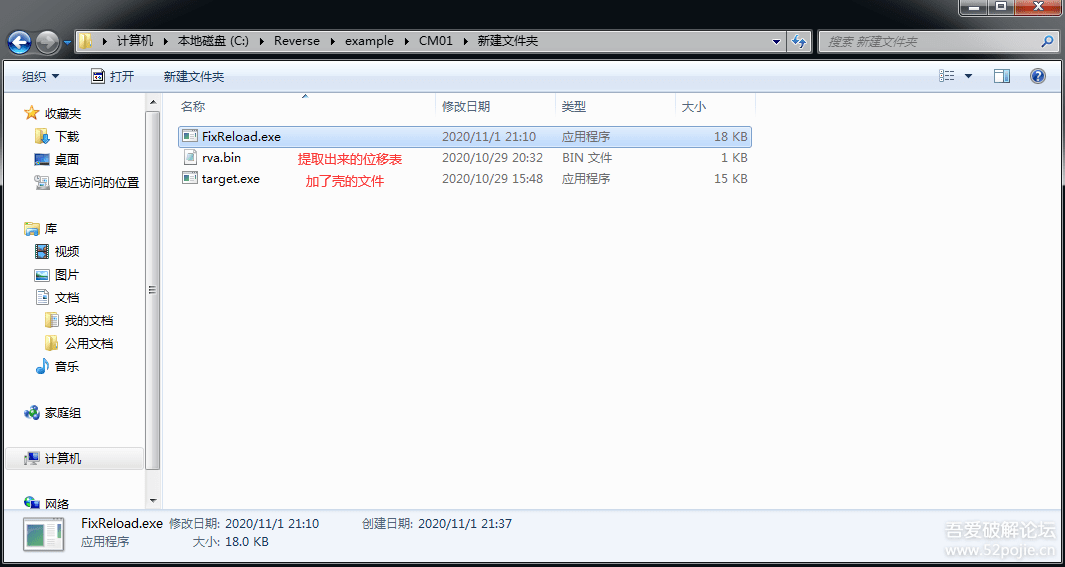 计算机 本地磁盘 (C:) Reverse example CM01 新建文件夹 搜索 新建文件夹
组织 打开 新建文件夹
收藏夹
下载
桌面
最近访问的位置
库
视频
图片
文档
我的文档
公用文档
音乐
家庭组
计算机
网络
名称 修改日期 类型 大小
FixReload.exe 2020/11/1 21:10 应用程序 18 KB
rva.bin 提取出来的位移表 2020/10/29 20:32 BIN 文件 1 KB
target.exe 加了壳的文件 2020/10/29 15:48 应用程序 15 KB
FixReload.exe 修改日期: 2020/11/1 21:10 创建日期: 2020/11/1 21:37
应用程序 大小: 18.0 KB
吾爱破解论坛
www.52pojie.cn